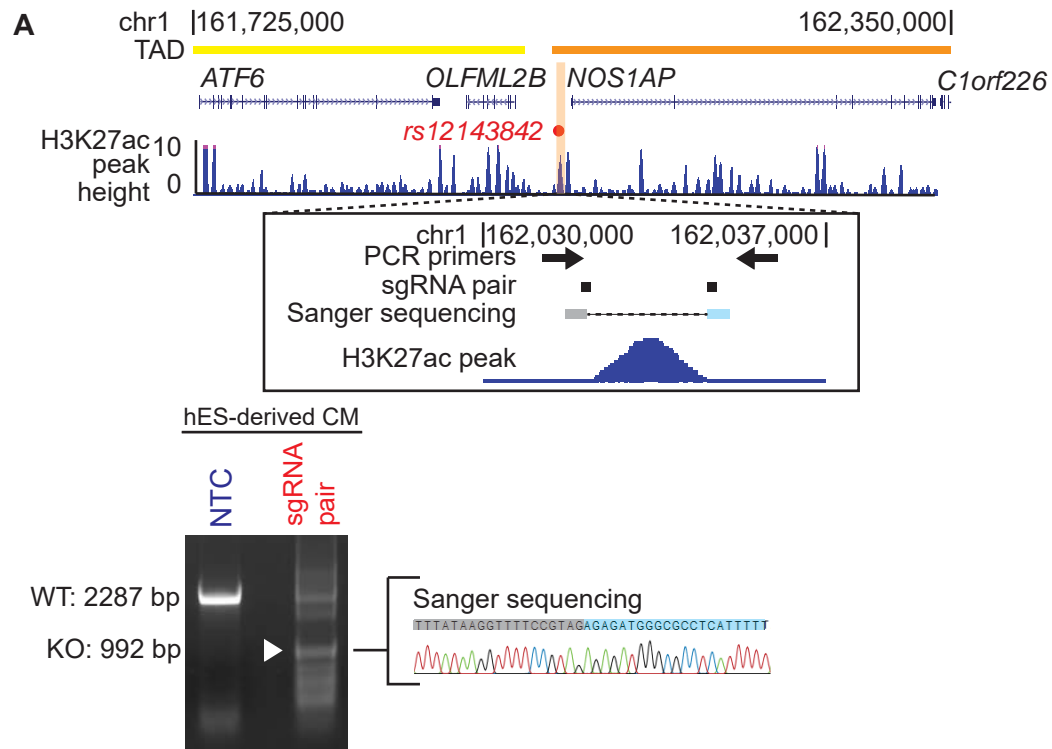 A
chr1 |161,725,000 162,350,000|
TAD
ATF6 OLFML2B NOS1AP C1orf226
rs12143842
H3K27ac peak height 10 0
chr1 |162,030,000 162,037,000|
PCR primers
sgRNA pair
Sanger sequencing
H3K27ac peak
hES-derived CM
NTC
sgRNA pair
WT: 2287 bp
KO: 992 bp
Sanger sequencing
TTTATAAGGTTTTCCGTAGAGAGATGGGCGCCTCATTTTT